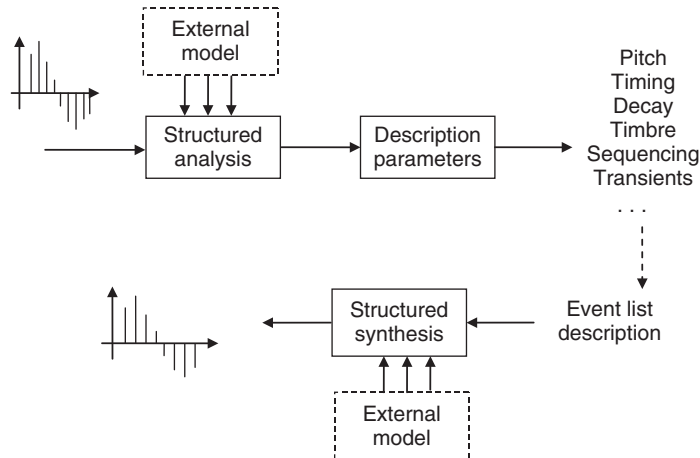 External
model
Structured
analysis
Description
parameters
Pitch
Timing
Decay
Timbre
Sequencing
Transients
. . .
Event list
description
Structured
synthesis
External
model